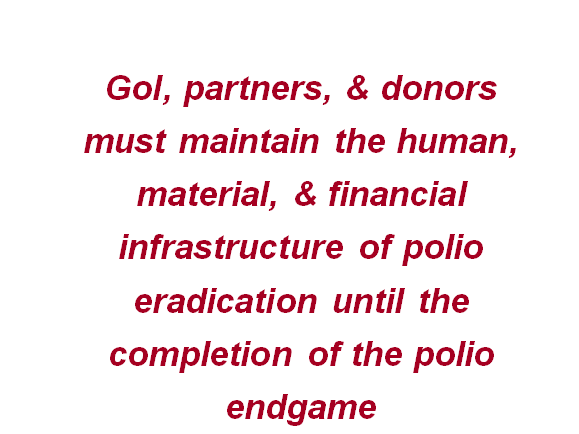 GoI, partners, & donors
must maintain the human,
material, & financial
infrastructure of polio
eradication until the
completion of the polio
endgame